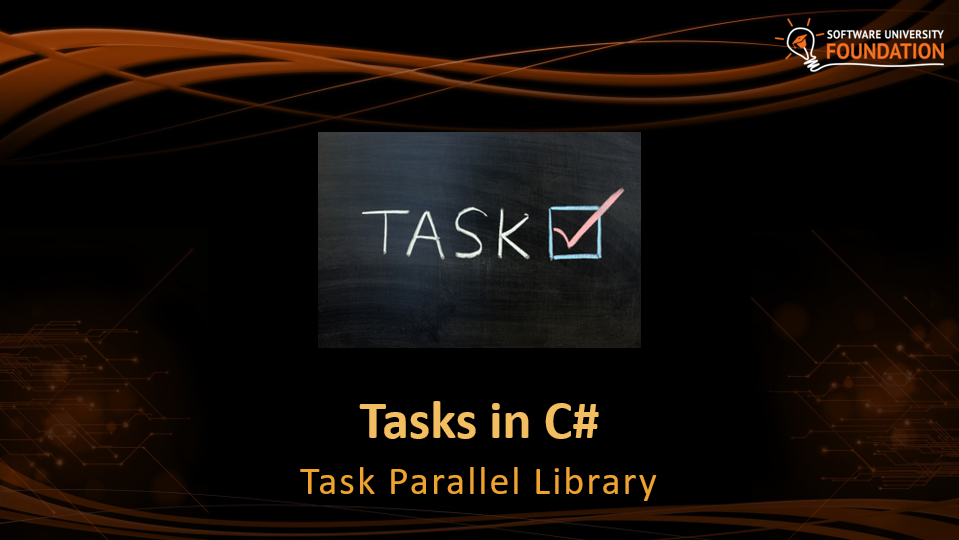 SOFTWARE UNIVERSITY
FOUNDATION
TASK
Tasks in C#
Task Parallel Library